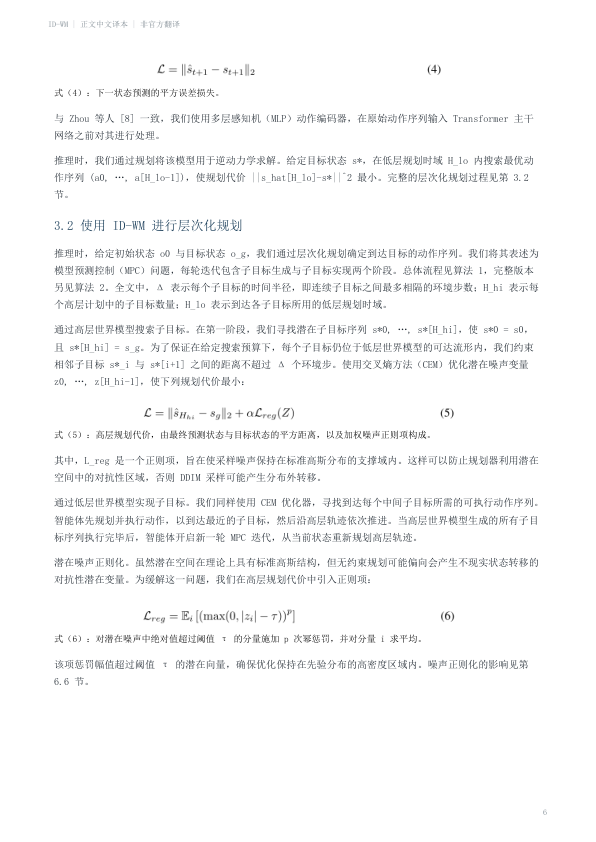 ID-WM | 正文中文译本 | 非官方翻译
𝓛 = ‖ŝ_{t+1} − s_{t+1}‖_2 (4)
式（4）：下一状态预测的平方误差损失。
与 Zhou 等人 [8] 一致，我们使用多层感知机（MLP）动作编码器，在原始动作序列输入 Transformer 主干
网络之前对其进行处理。
推理时，我们通过规划将该模型用于逆动力学求解。给定目标状态 s*，在低层规划时域 H_lo 内搜索最优动
作序列 (a0, …, a[H_lo-1])，使规划代价 ||s_hat[H_lo]-s*||^2 最小。完整的层次化规划过程见第 3.2
节。
3.2 使用 ID-WM 进行层次化规划
推理时，给定初始状态 o0 与目标状态 o_g，我们通过层次化规划确定到达目标的动作序列。我们将其表述为
模型预测控制（MPC）问题，每轮迭代包含子目标生成与子目标实现两个阶段。总体流程见算法 1，完整版本
另见算法 2。全文中，Δ 表示每个子目标的时间半径，即连续子目标之间最多相隔的环境步数；H_hi 表示每
个高层计划中的子目标数量；H_lo 表示到达各子目标所用的低层规划时域。
通过高层世界模型搜索子目标。在第一阶段，我们寻找潜在子目标序列 s*0, …, s*[H_hi]，使 s*0 = s0，
且 s*[H_hi] = s_g。为了保证在给定搜索预算下，每个子目标仍位于低层世界模型的可达流形内，我们约束
相邻子目标 s*_i 与 s*[i+1] 之间的距离不超过 Δ 个环境步。使用交叉熵方法（CEM）优化潜在噪声变量
z0, …, z[H_hi-1]，使下列规划代价最小：
𝓛 = ‖ŝ_{H_{hi}} − s_g‖_2 + α𝓛_{reg}(Z) (5)
式（5）：高层规划代价，由最终预测状态与目标状态的平方距离，以及加权噪声正则项构成。
其中，L_reg 是一个正则项，旨在使采样噪声保持在标准高斯分布的支撑域内。这样可以防止规划器利用潜在
空间中的对抗性区域，否则 DDIM 采样可能产生分布外转移。
通过低层世界模型实现子目标。我们同样使用 CEM 优化器，寻找到达每个中间子目标所需的可执行动作序列。
智能体先规划并执行动作，以到达最近的子目标，然后沿高层轨迹依次推进。当高层世界模型生成的所有子目
标序列执行完毕后，智能体开启新一轮 MPC 迭代，从当前状态重新规划高层轨迹。
潜在噪声正则化。虽然潜在空间在理论上具有标准高斯结构，但无约束规划可能偏向会产生不现实状态转移的
对抗性潜在变量。为缓解这一问题，我们在高层规划代价中引入正则项：
𝓛_{reg} = 𝔼_i [(max(0, |z_i| − τ))^p] (6)
式（6）：对潜在噪声中绝对值超过阈值 τ 的分量施加 p 次幂惩罚，并对分量 i 求平均。
该项惩罚幅值超过阈值 τ 的潜在向量，确保优化保持在先验分布的高密度区域内。噪声正则化的影响见第
6.6 节。
6